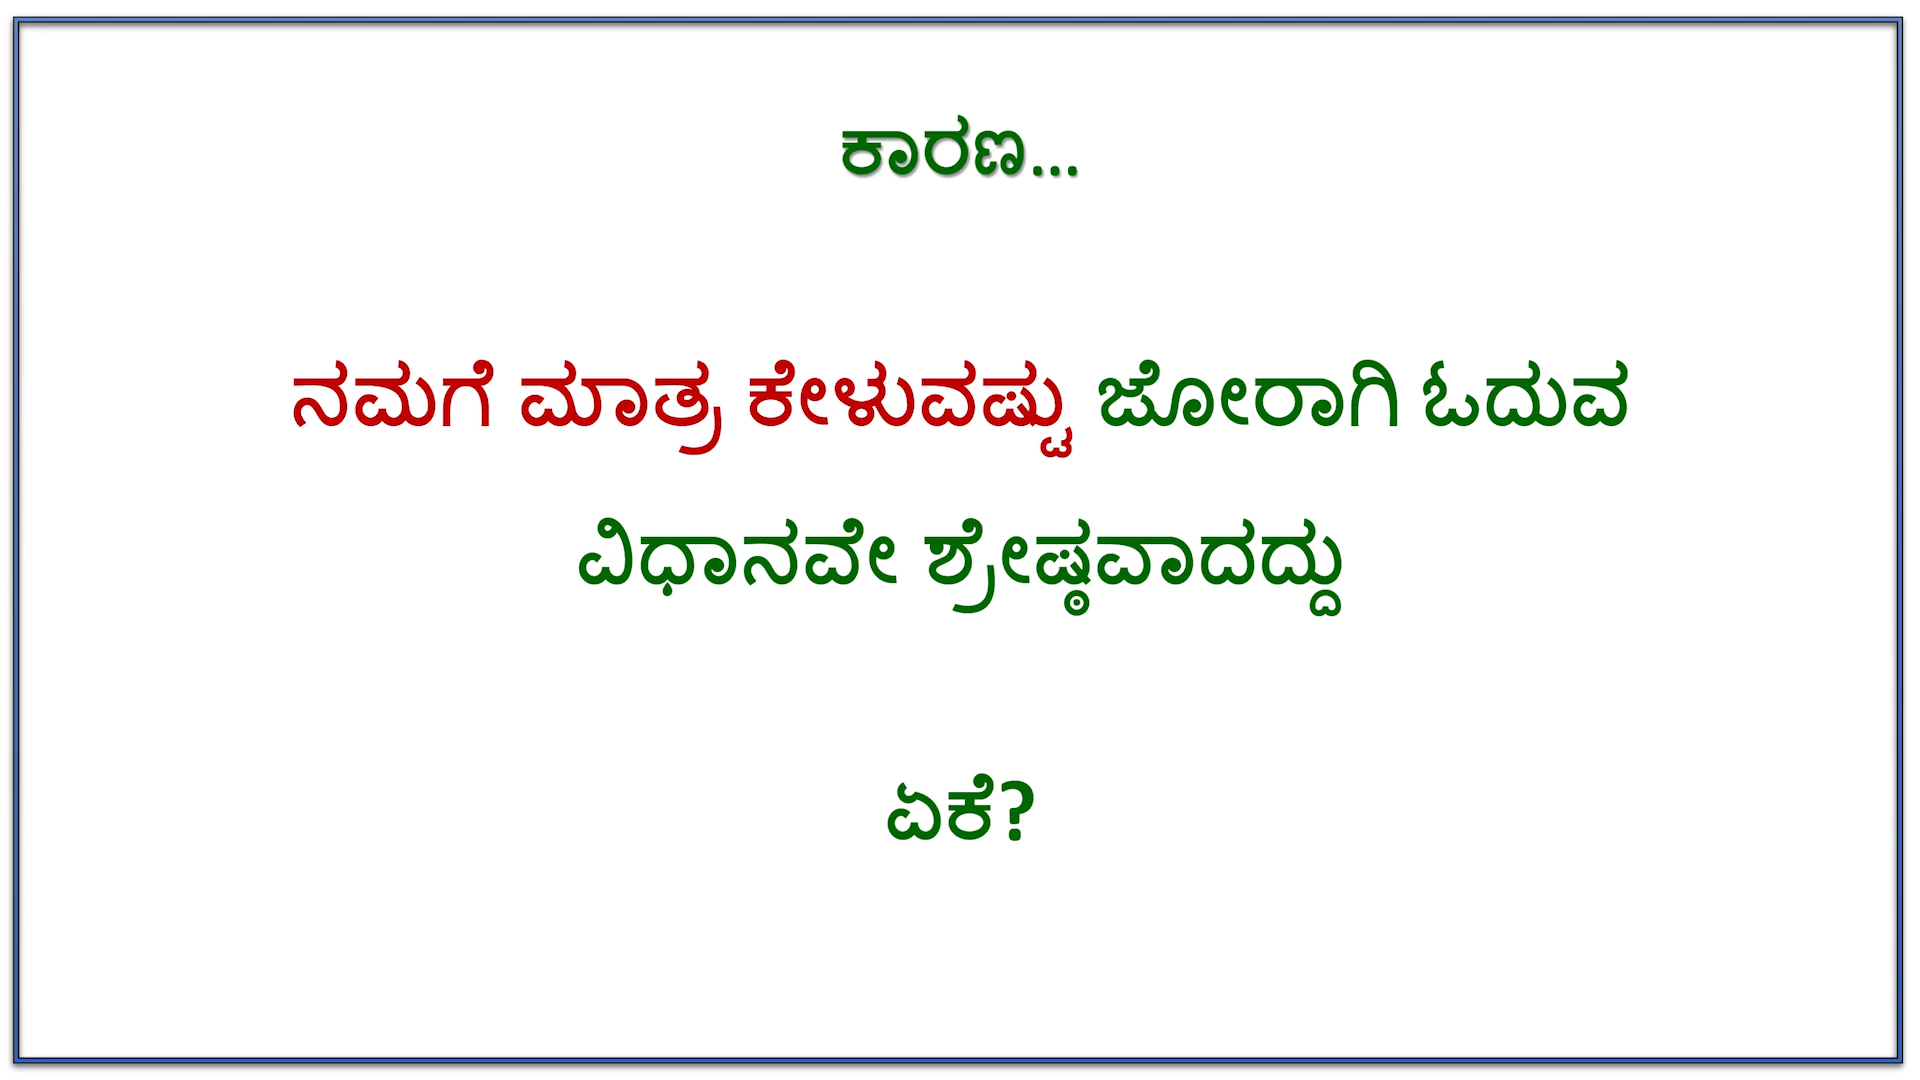 ಕಾರಣ...
ನಮಗೆ ಮಾತ್ರ ಕೇಳುವಷ್ಟು ಜೋರಾಗಿ ಓದುವ
ವಿಧಾನವೇ ಶ್ರೇಷ್ಠವಾದದ್ದು
ಏಕೆ?